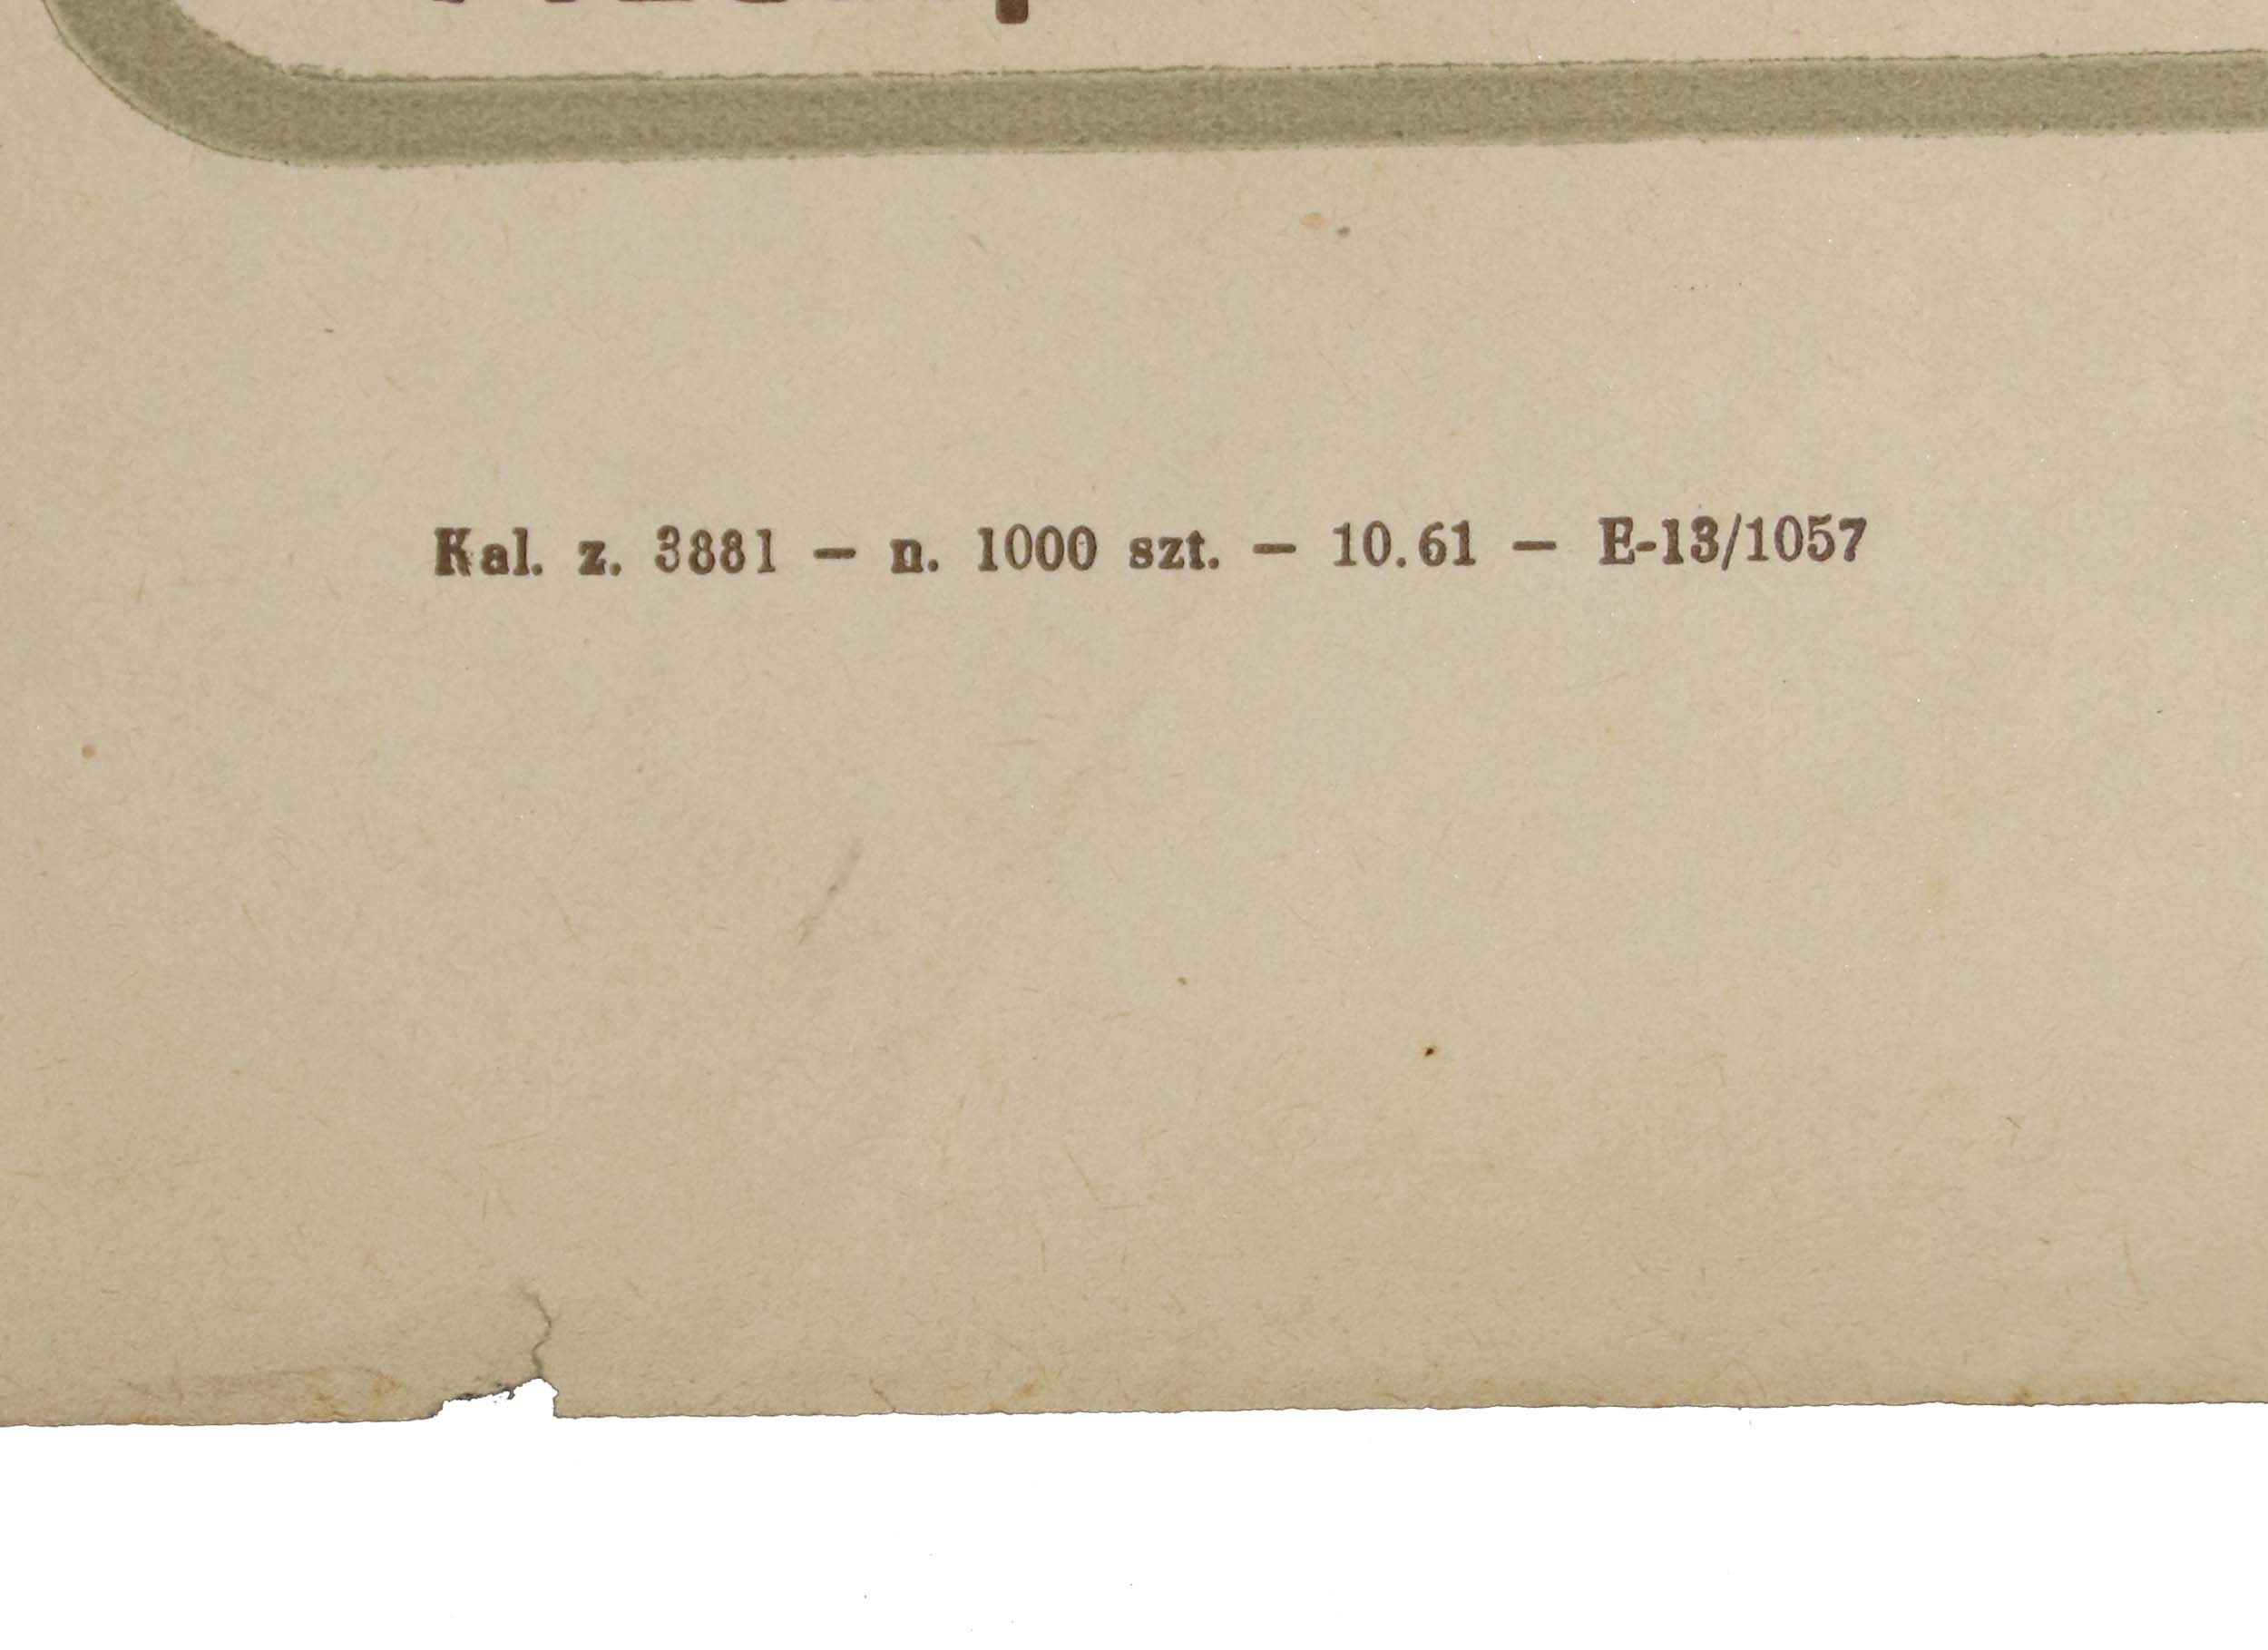 Kal. z. 3881 — n. 1000 szt. — 10.61 — E-13/1057